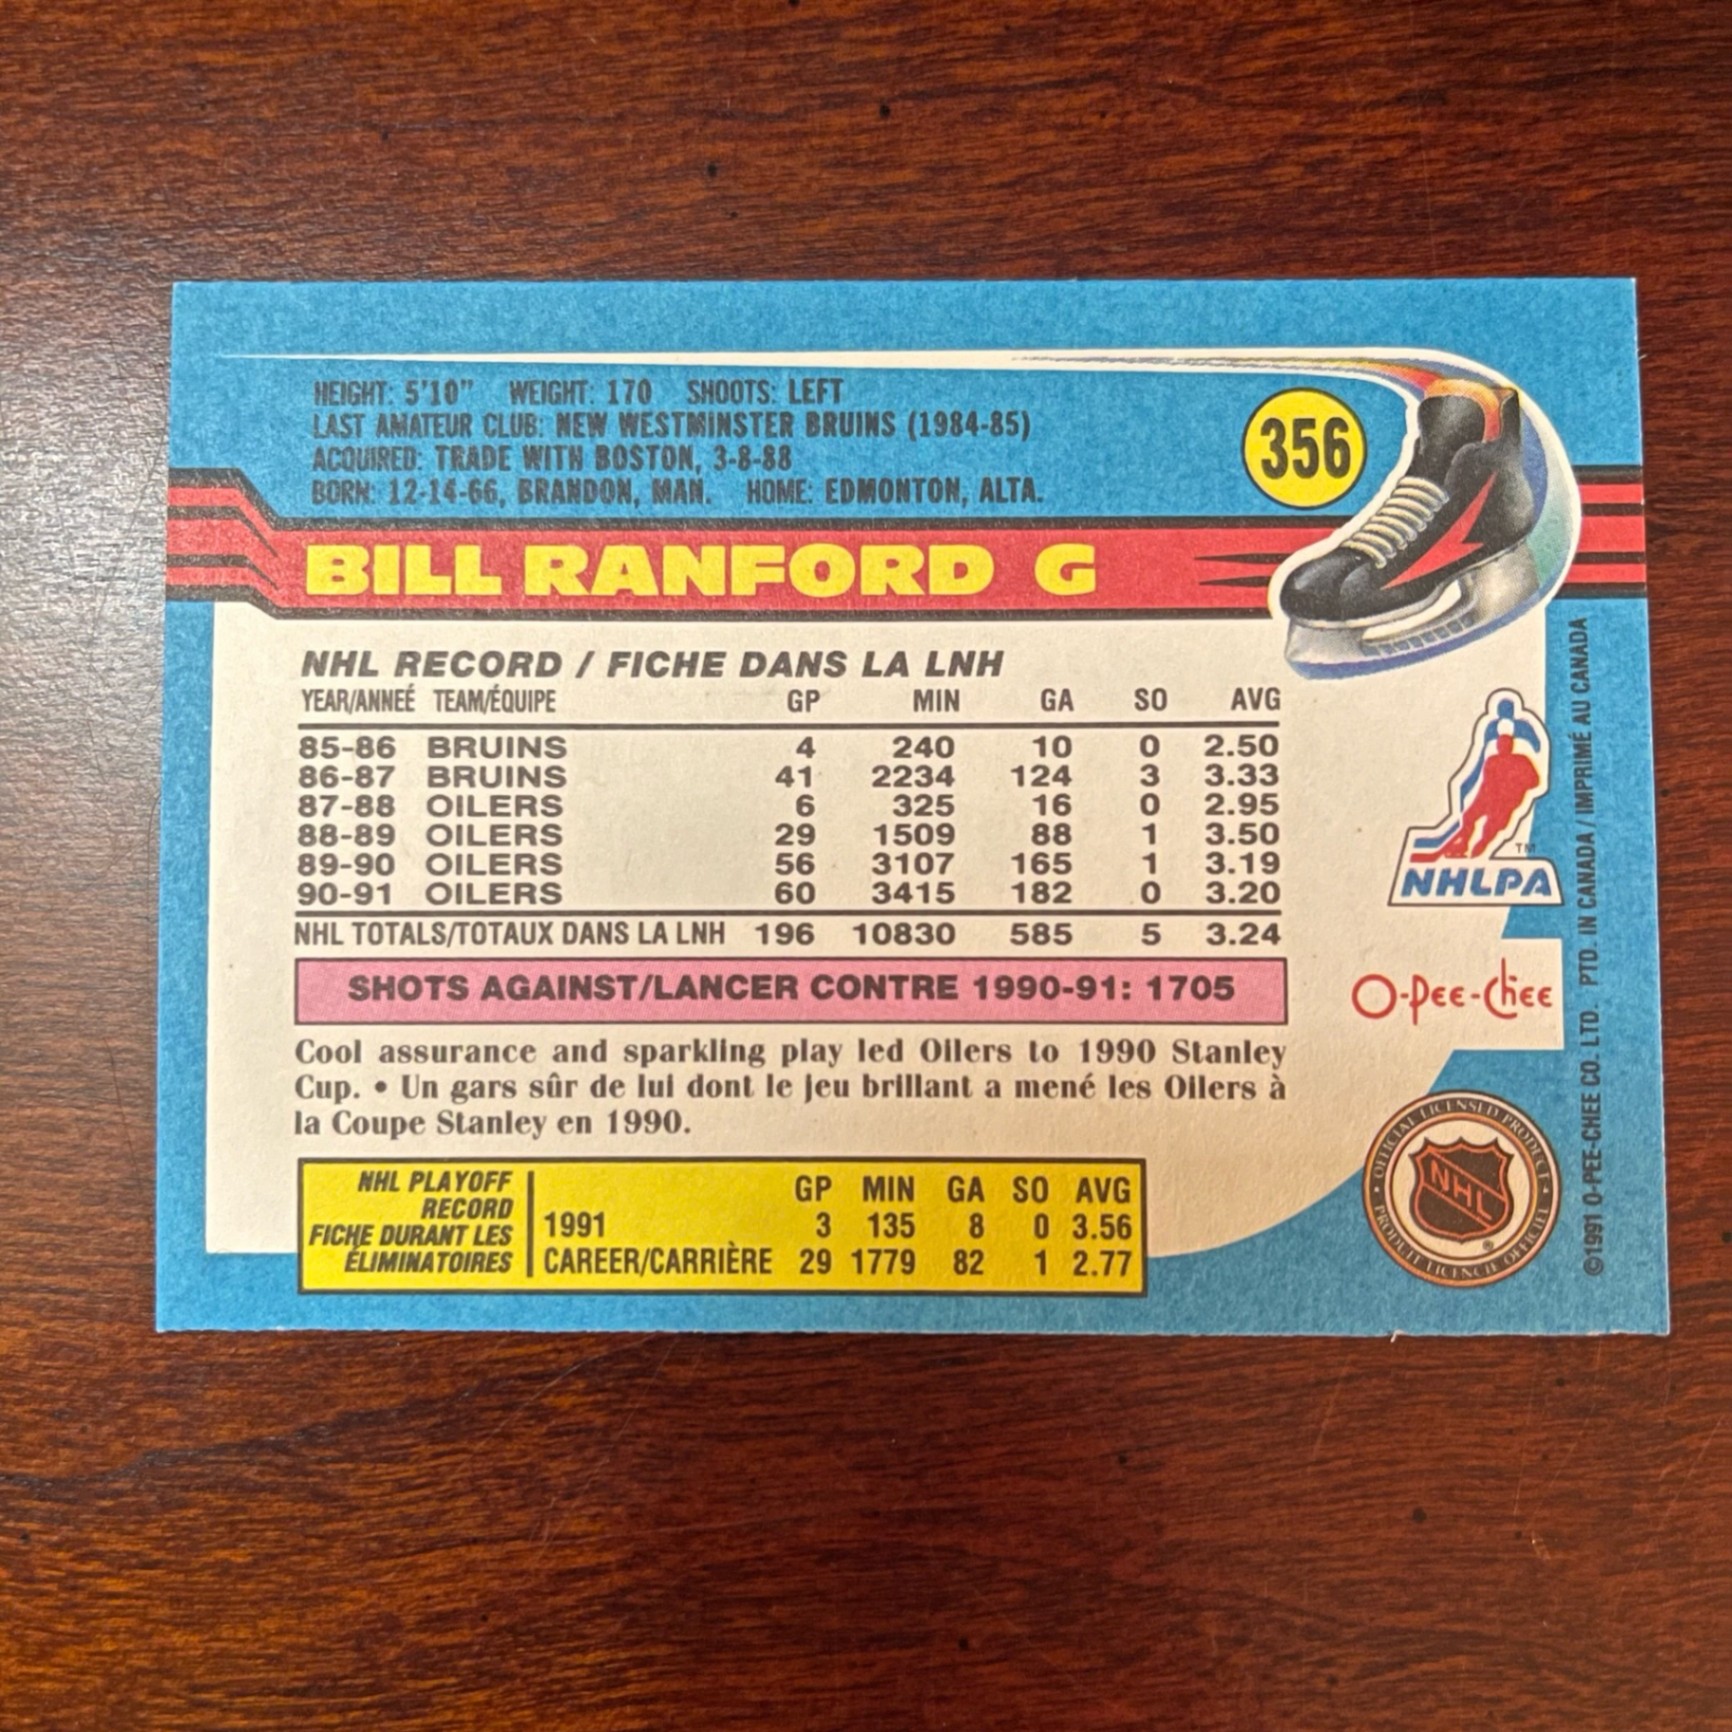 HEIGHT: 5'10" WEIGHT: 170 SHOOTS: LEFT
LAST AMATEUR CLUB: NEW WESTMINSTER BRUINS (1984-85)
ACQUIRED: TRADE WITH BOSTON, 3-8-88
BORN: 12-14-66, BRANDON, MAN. HOME: EDMONTON, ALTA.
356
BILL RANFORD G
NHL RECORD / FICHE DANS LA LNH
YEAR/ANNEÉ TEAM/ÉQUIPE GP MIN GA SO AVG
85-86 BRUINS 4 240 10 0 2.50
86-87 BRUINS 41 2234 124 3 3.33
87-88 OILERS 6 325 16 0 2.95
88-89 OILERS 29 1509 88 1 3.50
89-90 OILERS 56 3107 165 1 3.19
90-91 OILERS 60 3415 182 0 3.20
NHL TOTALS/TOTAUX DANS LA LNH 196 10830 585 5 3.24
SHOTS AGAINST/LANCER CONTRE 1990-91: 1705
Cool assurance and sparkling play led Oilers to 1990 Stanley
Cup. • Un gars sûr de lui dont le jeu brillant a mené les Oilers à
la Coupe Stanley en 1990.
NHL PLAYOFF
RECORD
FICHE DURANT LES
ÉLIMINATOIRES
GP MIN GA SO AVG
1991 3 135 8 0 3.56
CAREER/CARRIÈRE 29 1779 82 1 2.77
TM
NHLPA
O-Pee-Chee
• OFFICIAL LICENSED PRODUCT •
NHL
®
PRODUIT LICENCIE OFFICIEL
©1991 O-PEE-CHEE CO. LTD. PTD. IN CANADA / IMPRIMÉ AU CANADA